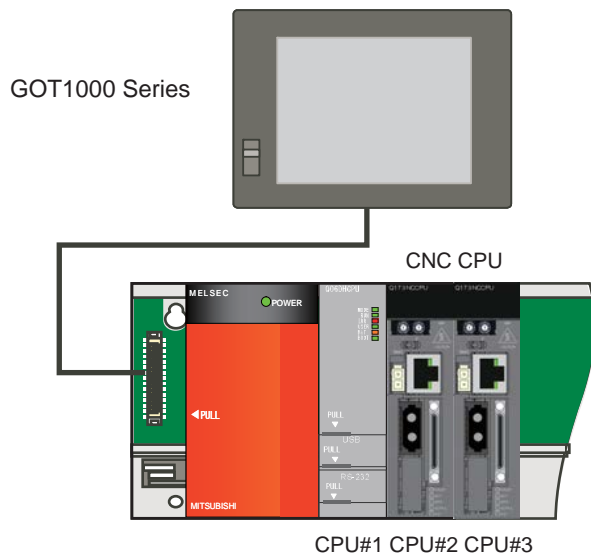 GOT1000 Series
CNC CPU
MELSEC
POWER
PULL
MITSUBISHI
PULL
USB
PULL
RS-232
PULL
CPU#1 CPU#2 CPU#3